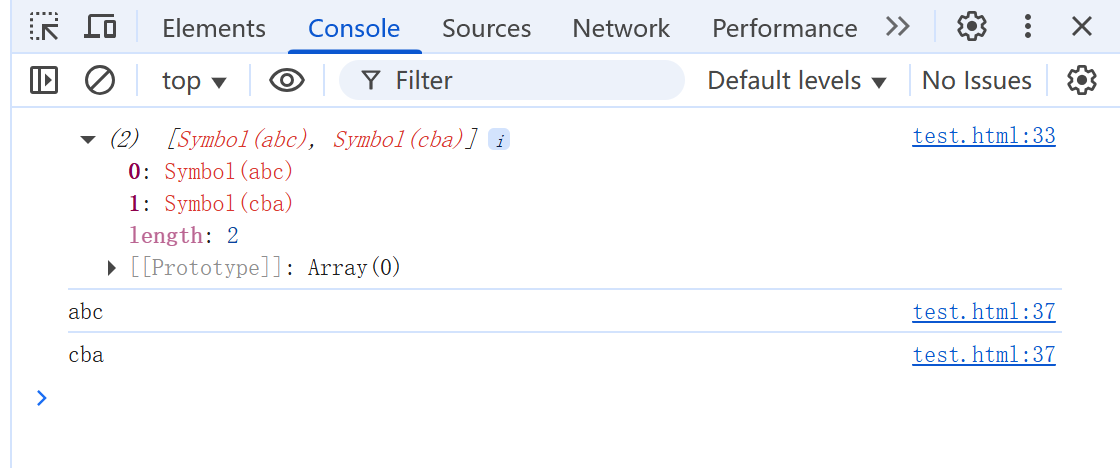 Elements Console Sources Network Performance
top Filter Default levels No Issues
(2) [Symbol(abc), Symbol(cba)] i test.html:33
0: Symbol(abc)
1: Symbol(cba)
length: 2
[[Prototype]]: Array(0)
abc test.html:37
cba test.html:37